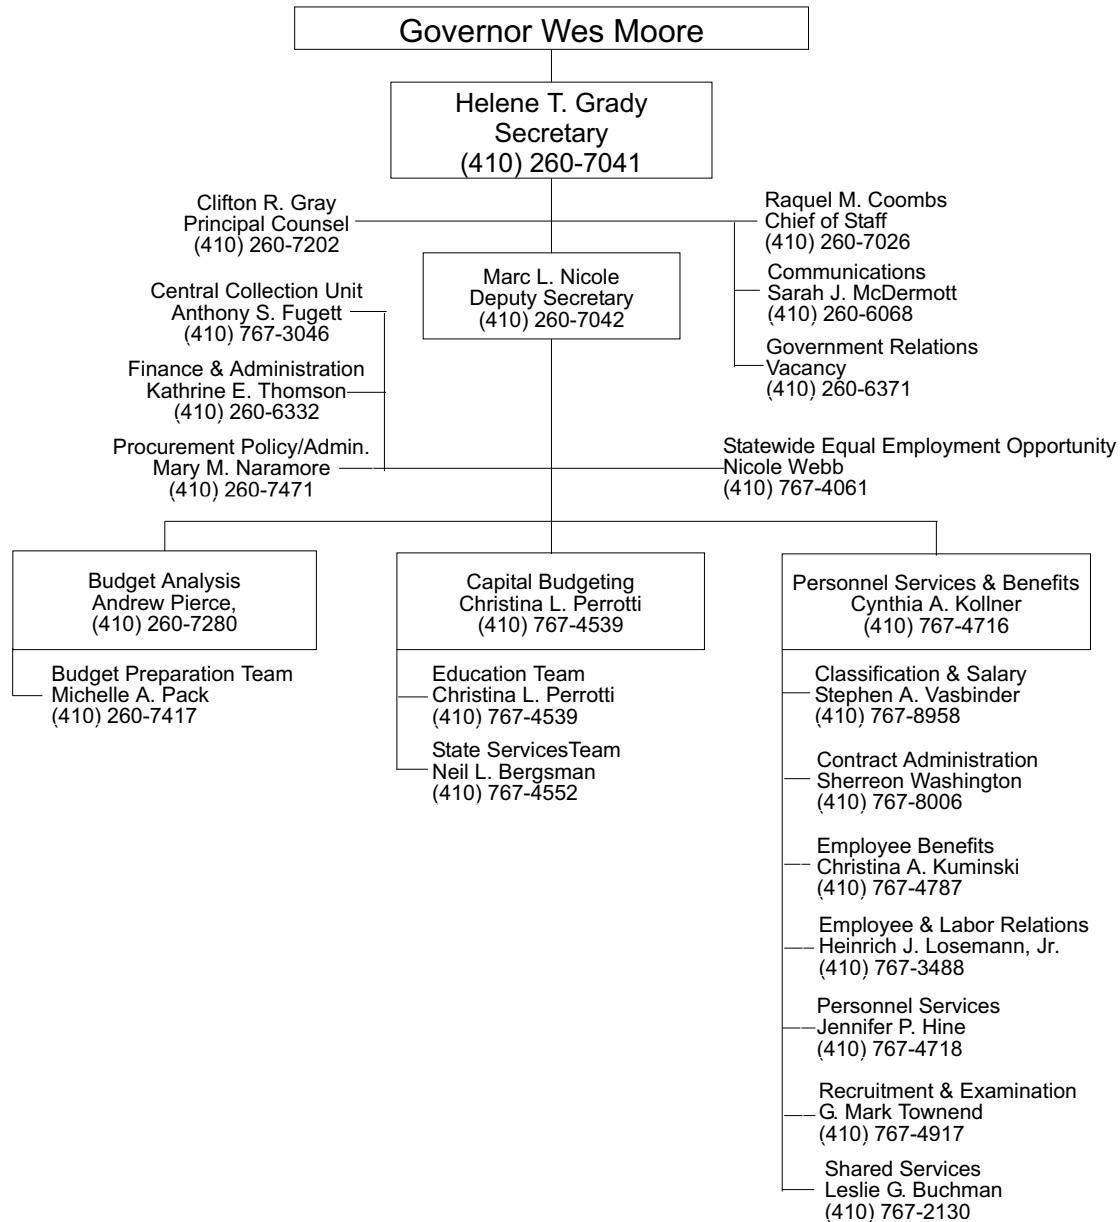 Governor Wes Moore
Helene T. Grady
Secretary
(410) 260-7041
Clifton R. Gray
Principal Counsel
(410) 260-7202
Raquel M. Coombs
Chief of Staff
(410) 260-7026
Communications
Sarah J. McDermott
(410) 260-6068
Government Relations
Vacancy
(410) 260-6371
Marc L. Nicole
Deputy Secretary
(410) 260-7042
Central Collection Unit
Anthony S. Fugett
(410) 767-3046
Finance & Administration
Kathrine E. Thomson
(410) 260-6332
Procurement Policy/Admin.
Mary M. Naramore
(410) 260-7471
Statewide Equal Employment Opportunity
Nicole Webb
(410) 767-4061
Budget Analysis
Andrew Pierce,
(410) 260-7280
Budget Preparation Team
Michelle A. Pack
(410) 260-7417
Capital Budgeting
Christina L. Perrotti
(410) 767-4539
Education Team
Christina L. Perrotti
(410) 767-4539
State ServicesTeam
Neil L. Bergsman
(410) 767-4552
Personnel Services & Benefits
Cynthia A. Kollner
(410) 767-4716
Classification & Salary
Stephen A. Vasbinder
(410) 767-8958
Contract Administration
Sherreon Washington
(410) 767-8006
Employee Benefits
Christina A. Kuminski
(410) 767-4787
Employee & Labor Relations
Heinrich J. Losemann, Jr.
(410) 767-3488
Personnel Services
Jennifer P. Hine
(410) 767-4718
Recruitment & Examination
G. Mark Townend
(410) 767-4917
Shared Services
Leslie G. Buchman
(410) 767-2130